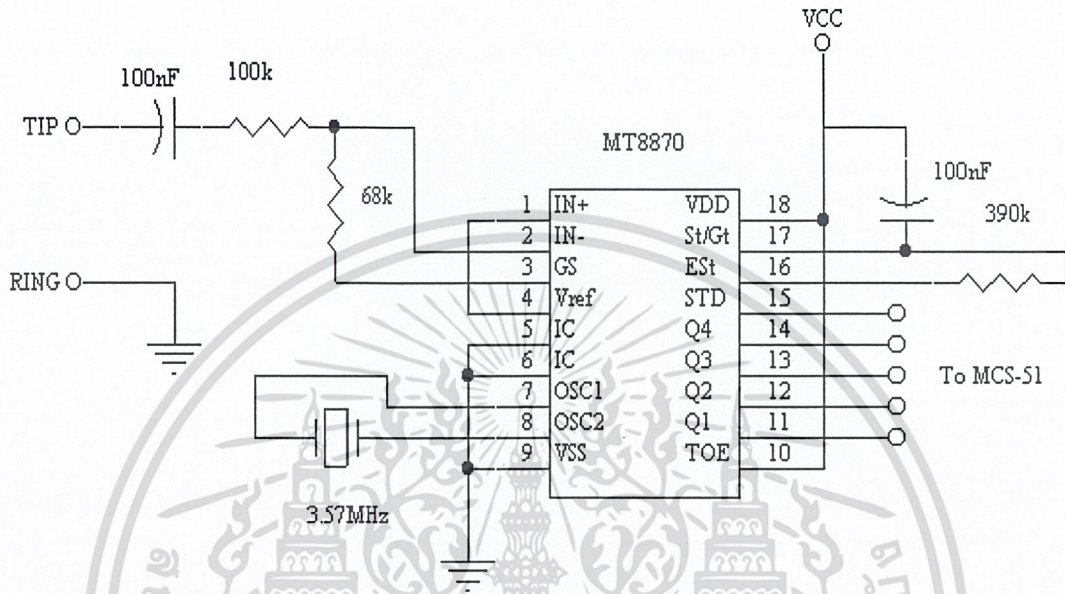 VCC
100nF 100k
TIP
MT8870
68k
100nF
390k
1 IN+ VDD 18
2 IN- St/Gt 17
3 GS ESt 16
RING
4 Vref STD 15
5 IC Q4 14
6 IC Q3 13
To MCS-51
7 OSC1 Q2 12
8 OSC2 Q1 11
9 VSS TOE 10
3.57MHz